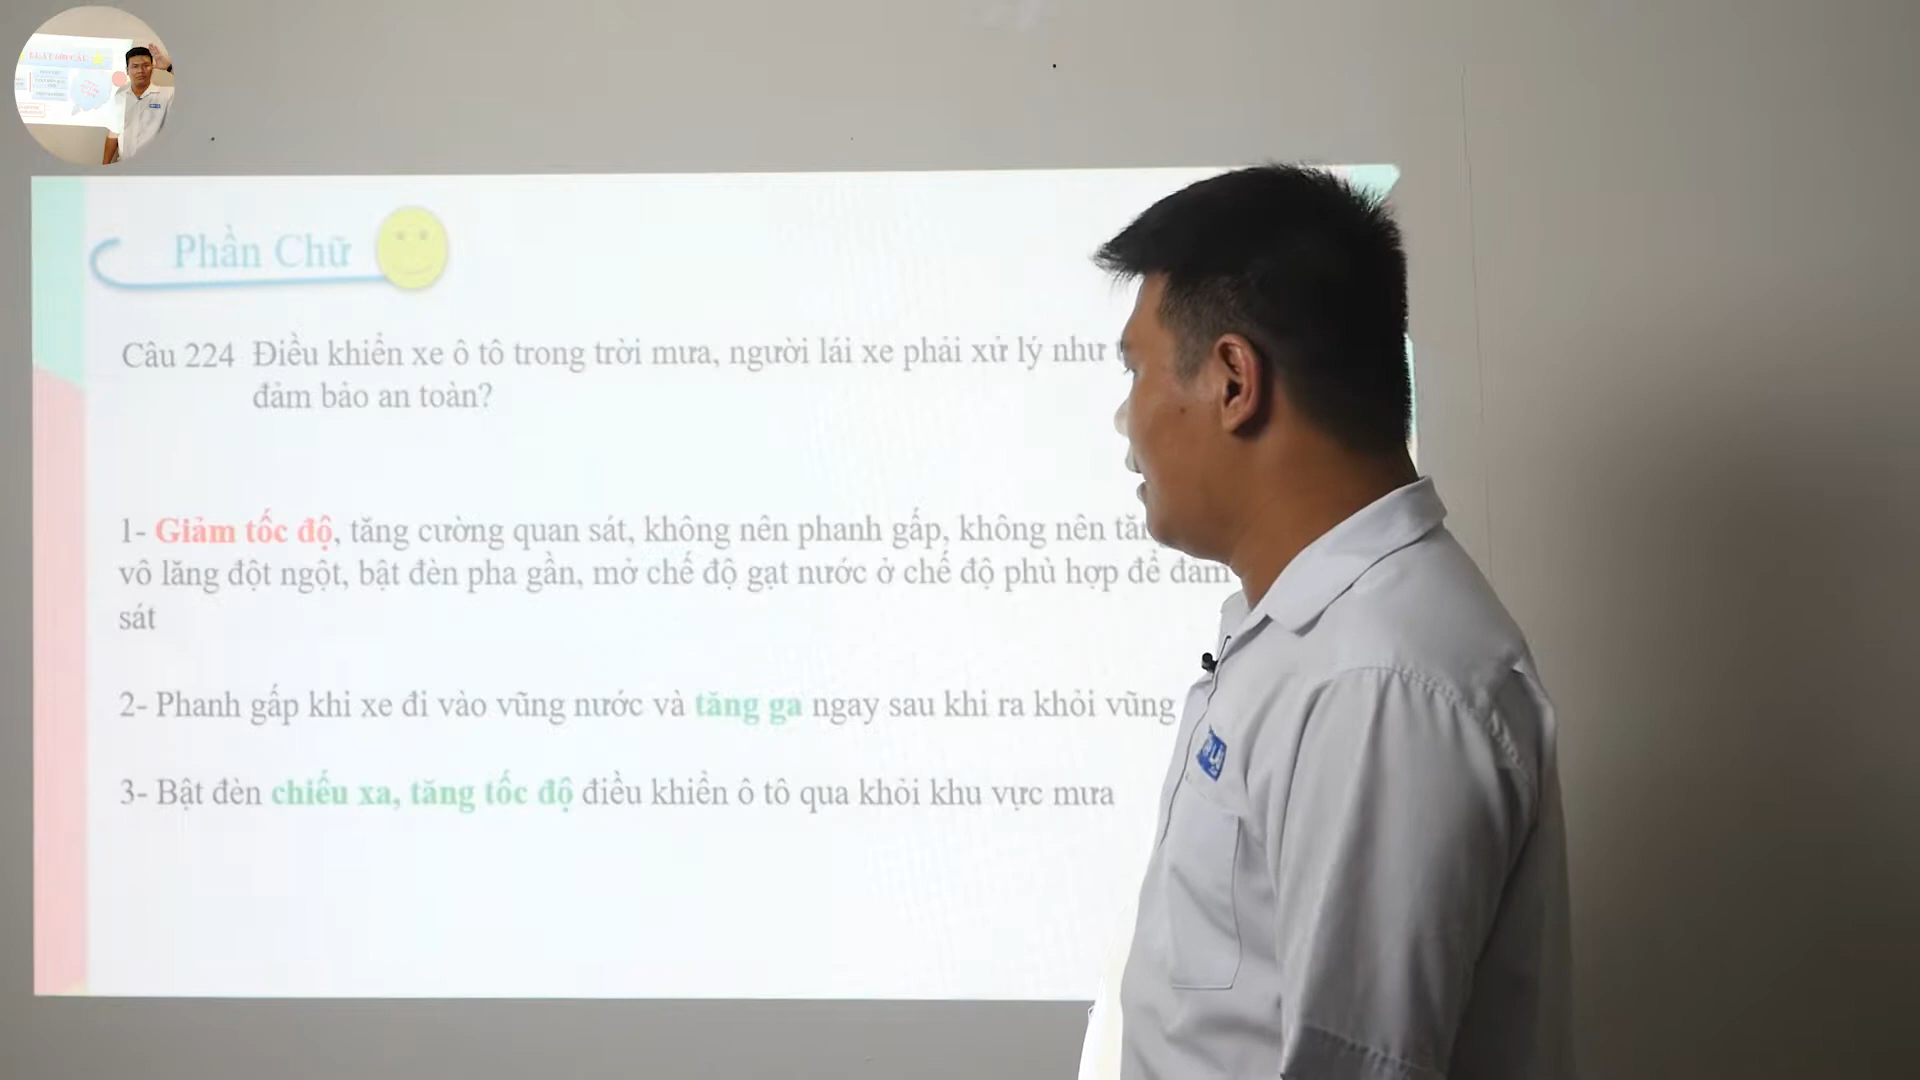 Phần Chữ
Câu 224 Điều khiển xe ô tô trong trời mưa, người lái xe phải xử lý như
đảm bảo an toàn?
1- Giảm tốc độ, tăng cường quan sát, không nên phanh gấp, không nên
vô lăng đột ngột, bật đèn pha gần, mở chế độ gạt nước ở chế độ phù hợp để
sát
2- Phanh gấp khi xe đi vào vũng nước và tăng ga ngay sau khi ra khỏi vũng
3- Bật đèn chiếu xa, tăng tốc độ điều khiển ô tô qua khỏi khu vực mưa